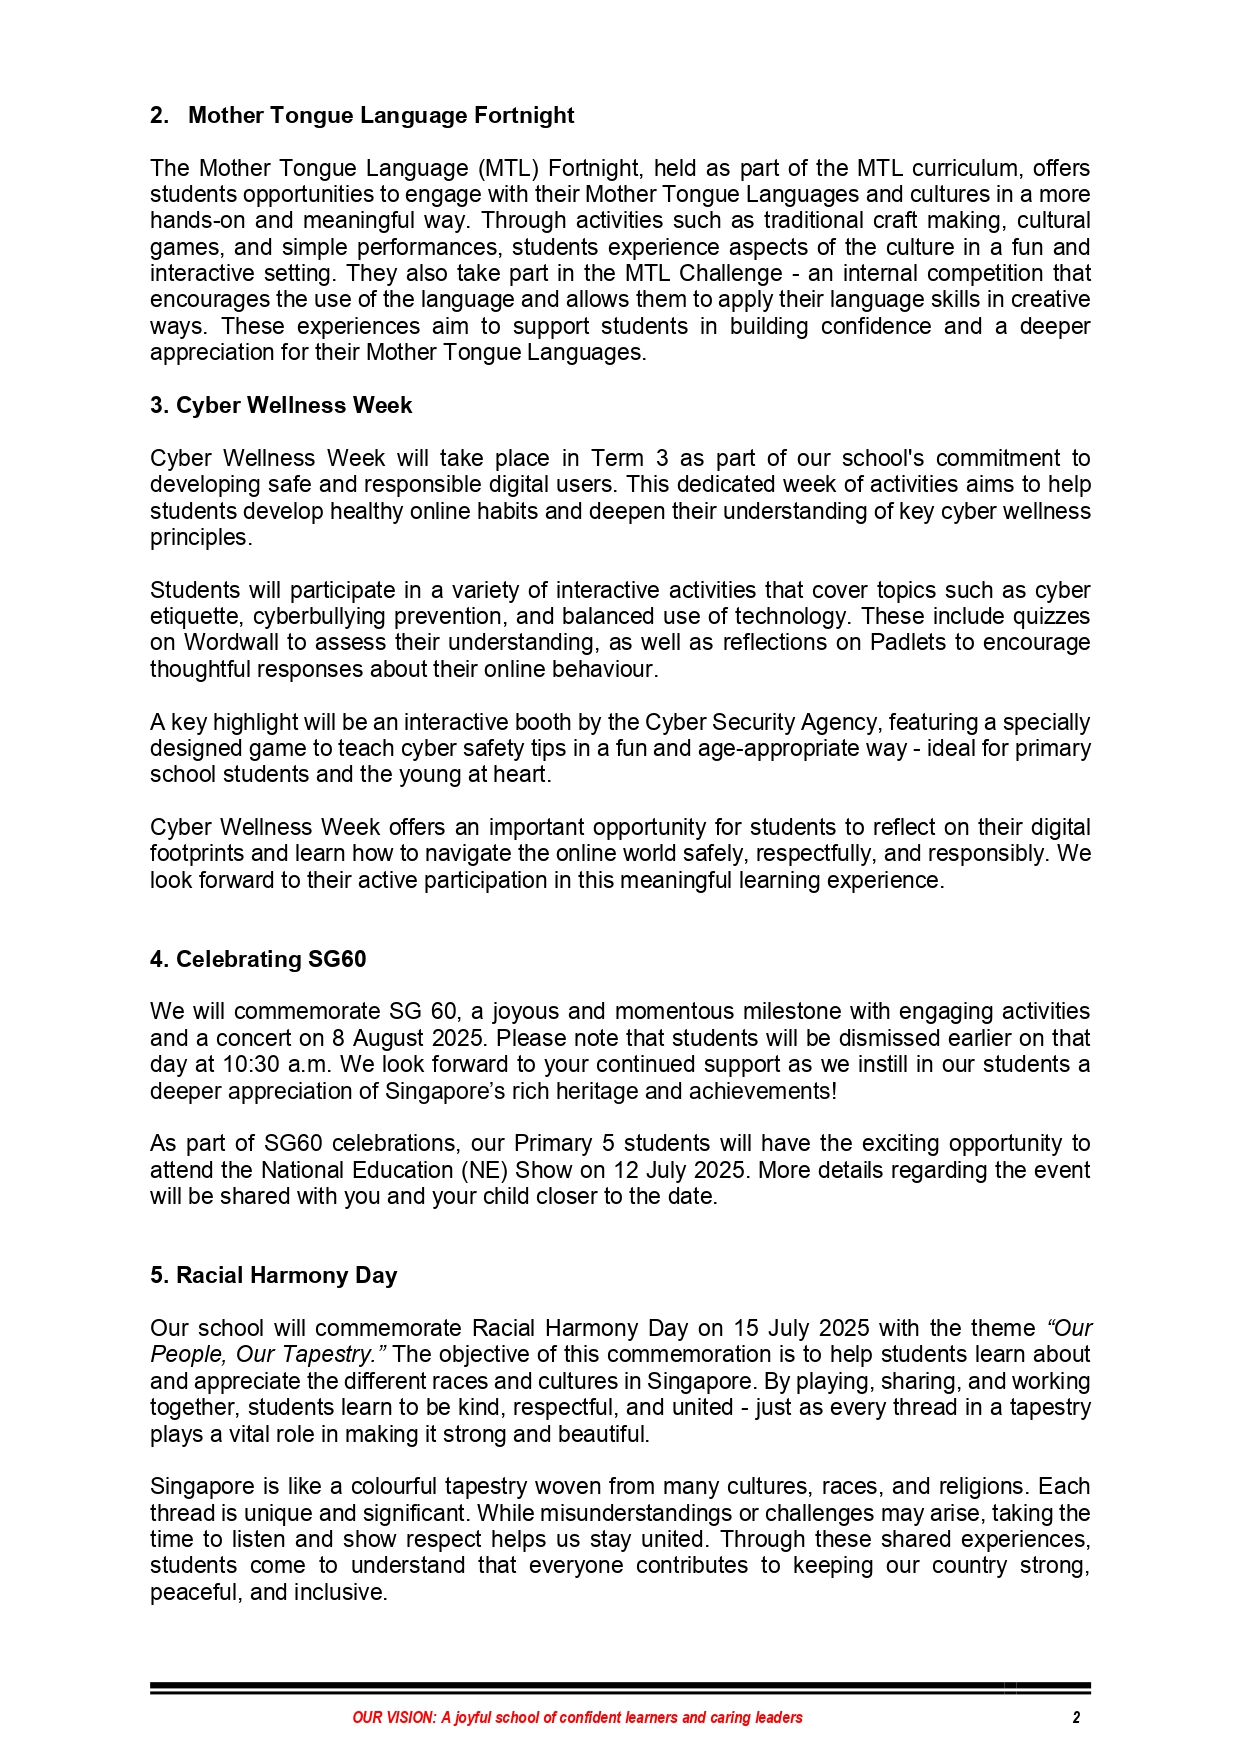 2. Mother Tongue Language Fortnight
The Mother Tongue Language (MTL) Fortnight, held as part of the MTL curriculum, offers
students opportunities to engage with their Mother Tongue Languages and cultures in a more
hands-on and meaningful way. Through activities such as traditional craft making, cultural
games, and simple performances, students experience aspects of the culture in a fun and
interactive setting. They also take part in the MTL Challenge - an internal competition that
encourages the use of the language and allows them to apply their language skills in creative
ways. These experiences aim to support students in building confidence and a deeper
appreciation for their Mother Tongue Languages.
3. Cyber Wellness Week
Cyber Wellness Week will take place in Term 3 as part of our school's commitment to
developing safe and responsible digital users. This dedicated week of activities aims to help
students develop healthy online habits and deepen their understanding of key cyber wellness
principles.
Students will participate in a variety of interactive activities that cover topics such as cyber
etiquette, cyberbullying prevention, and balanced use of technology. These include quizzes
on Wordwall to assess their understanding, as well as reflections on Padlets to encourage
thoughtful responses about their online behaviour.
A key highlight will be an interactive booth by the Cyber Security Agency, featuring a specially
designed game to teach cyber safety tips in a fun and age-appropriate way - ideal for primary
school students and the young at heart.
Cyber Wellness Week offers an important opportunity for students to reflect on their digital
footprints and learn how to navigate the online world safely, respectfully, and responsibly. We
look forward to their active participation in this meaningful learning experience.
4. Celebrating SG60
We will commemorate SG 60, a joyous and momentous milestone with engaging activities
and a concert on 8 August 2025. Please note that students will be dismissed earlier on that
day at 10:30 a.m. We look forward to your continued support as we instill in our students a
deeper appreciation of Singapore’s rich heritage and achievements!
As part of SG60 celebrations, our Primary 5 students will have the exciting opportunity to
attend the National Education (NE) Show on 12 July 2025. More details regarding the event
will be shared with you and your child closer to the date.
5. Racial Harmony Day
Our school will commemorate Racial Harmony Day on 15 July 2025 with the theme “Our
People, Our Tapestry.” The objective of this commemoration is to help students learn about
and appreciate the different races and cultures in Singapore. By playing, sharing, and working
together, students learn to be kind, respectful, and united - just as every thread in a tapestry
plays a vital role in making it strong and beautiful.
Singapore is like a colourful tapestry woven from many cultures, races, and religions. Each
thread is unique and significant. While misunderstandings or challenges may arise, taking the
time to listen and show respect helps us stay united. Through these shared experiences,
students come to understand that everyone contributes to keeping our country strong,
peaceful, and inclusive.
OUR VISION: A joyful school of confident learners and caring leaders 2